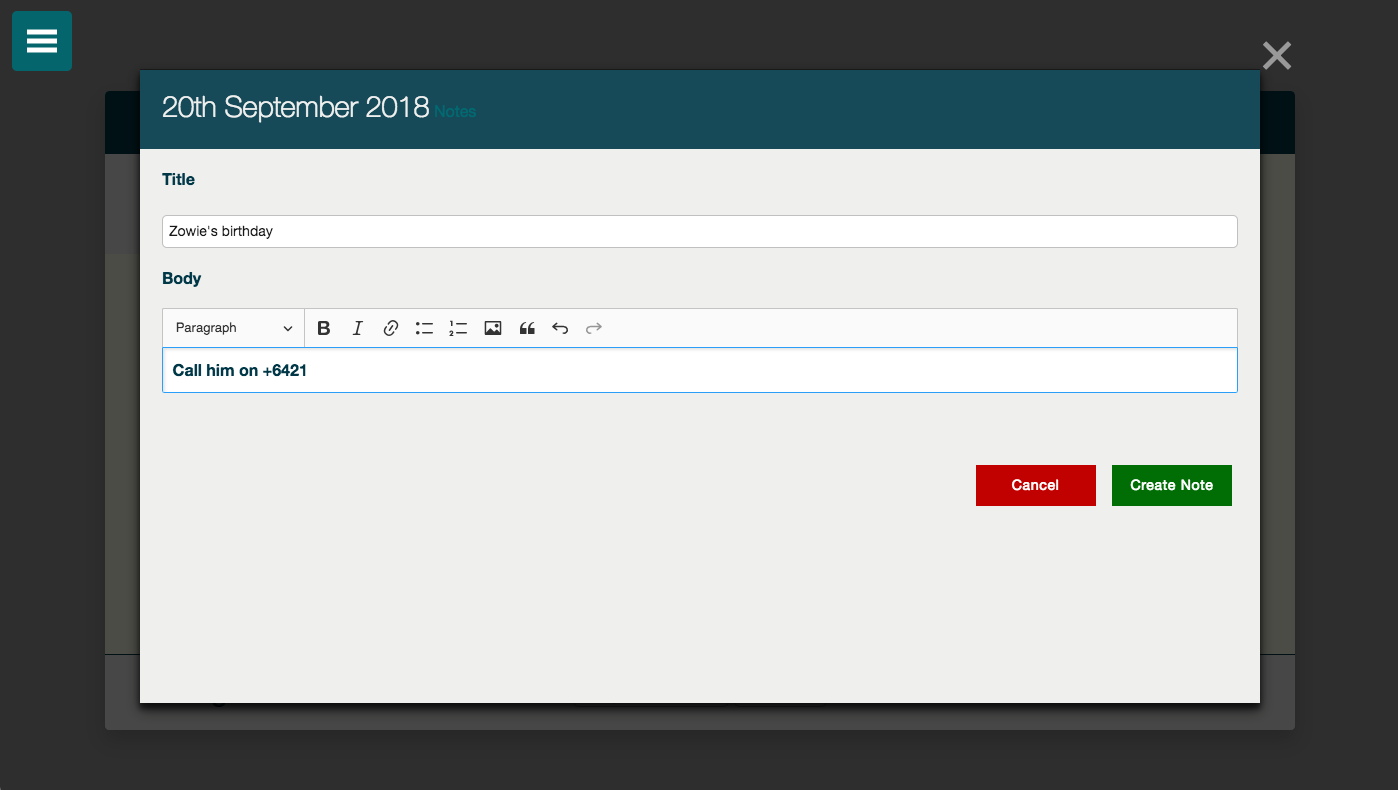 20th September 2018 Notes
Title
Zowie's birthday
Body
Paragraph
Call him on +6421
Cancel Create Note